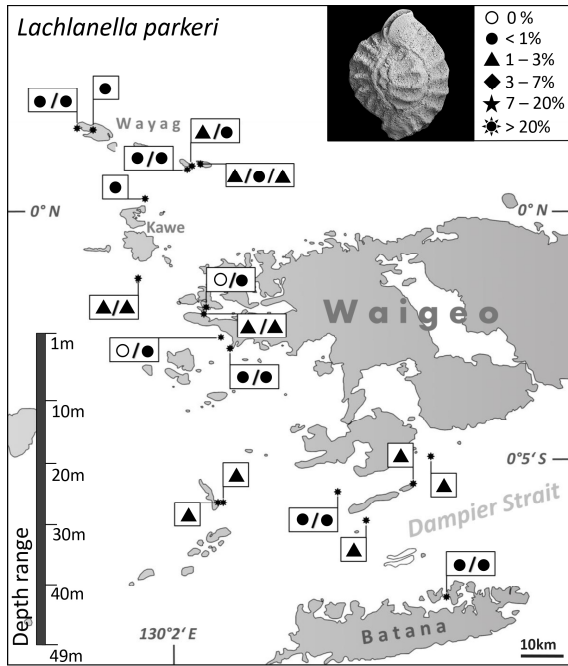 Lachlanella parkeri
0 %
< 1%
1 – 3%
3 – 7%
7 – 20%
> 20%
Wayag
0° N
0° N
Kawe
Waigeo
1m
10m
20m
30m
40m
49m
Depth range
0°5‘ S
Dampier Strait
130°2‘ E
Batana
10km